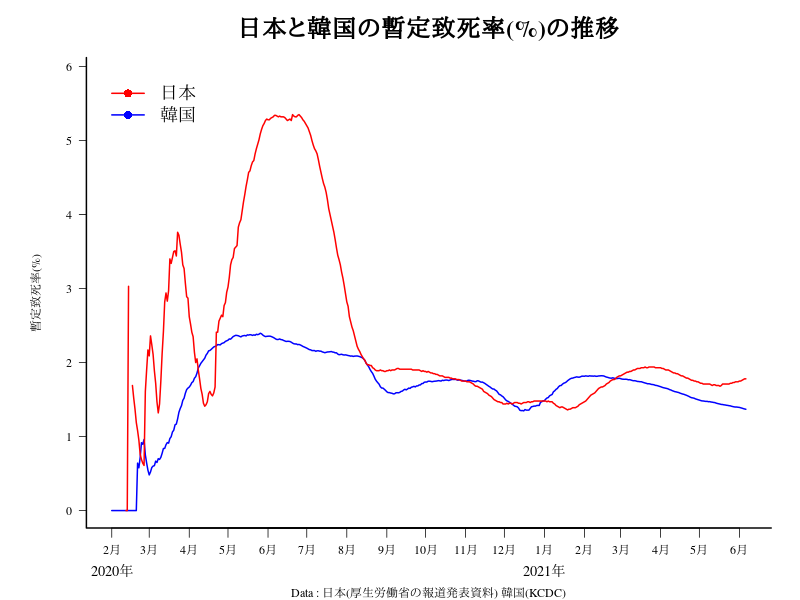 日本と韓国の暫定致死率(%)の推移
日本
韓国
暫定致死率(%)
6
5
4
3
2
1
0
2月 3月 4月 5月 6月 7月 8月 9月 10月 11月 12月 1月 2月 3月 4月 5月 6月
2020年 2021年
Data : 日本(厚生労働省の報道発表資料) 韓国(KCDC)